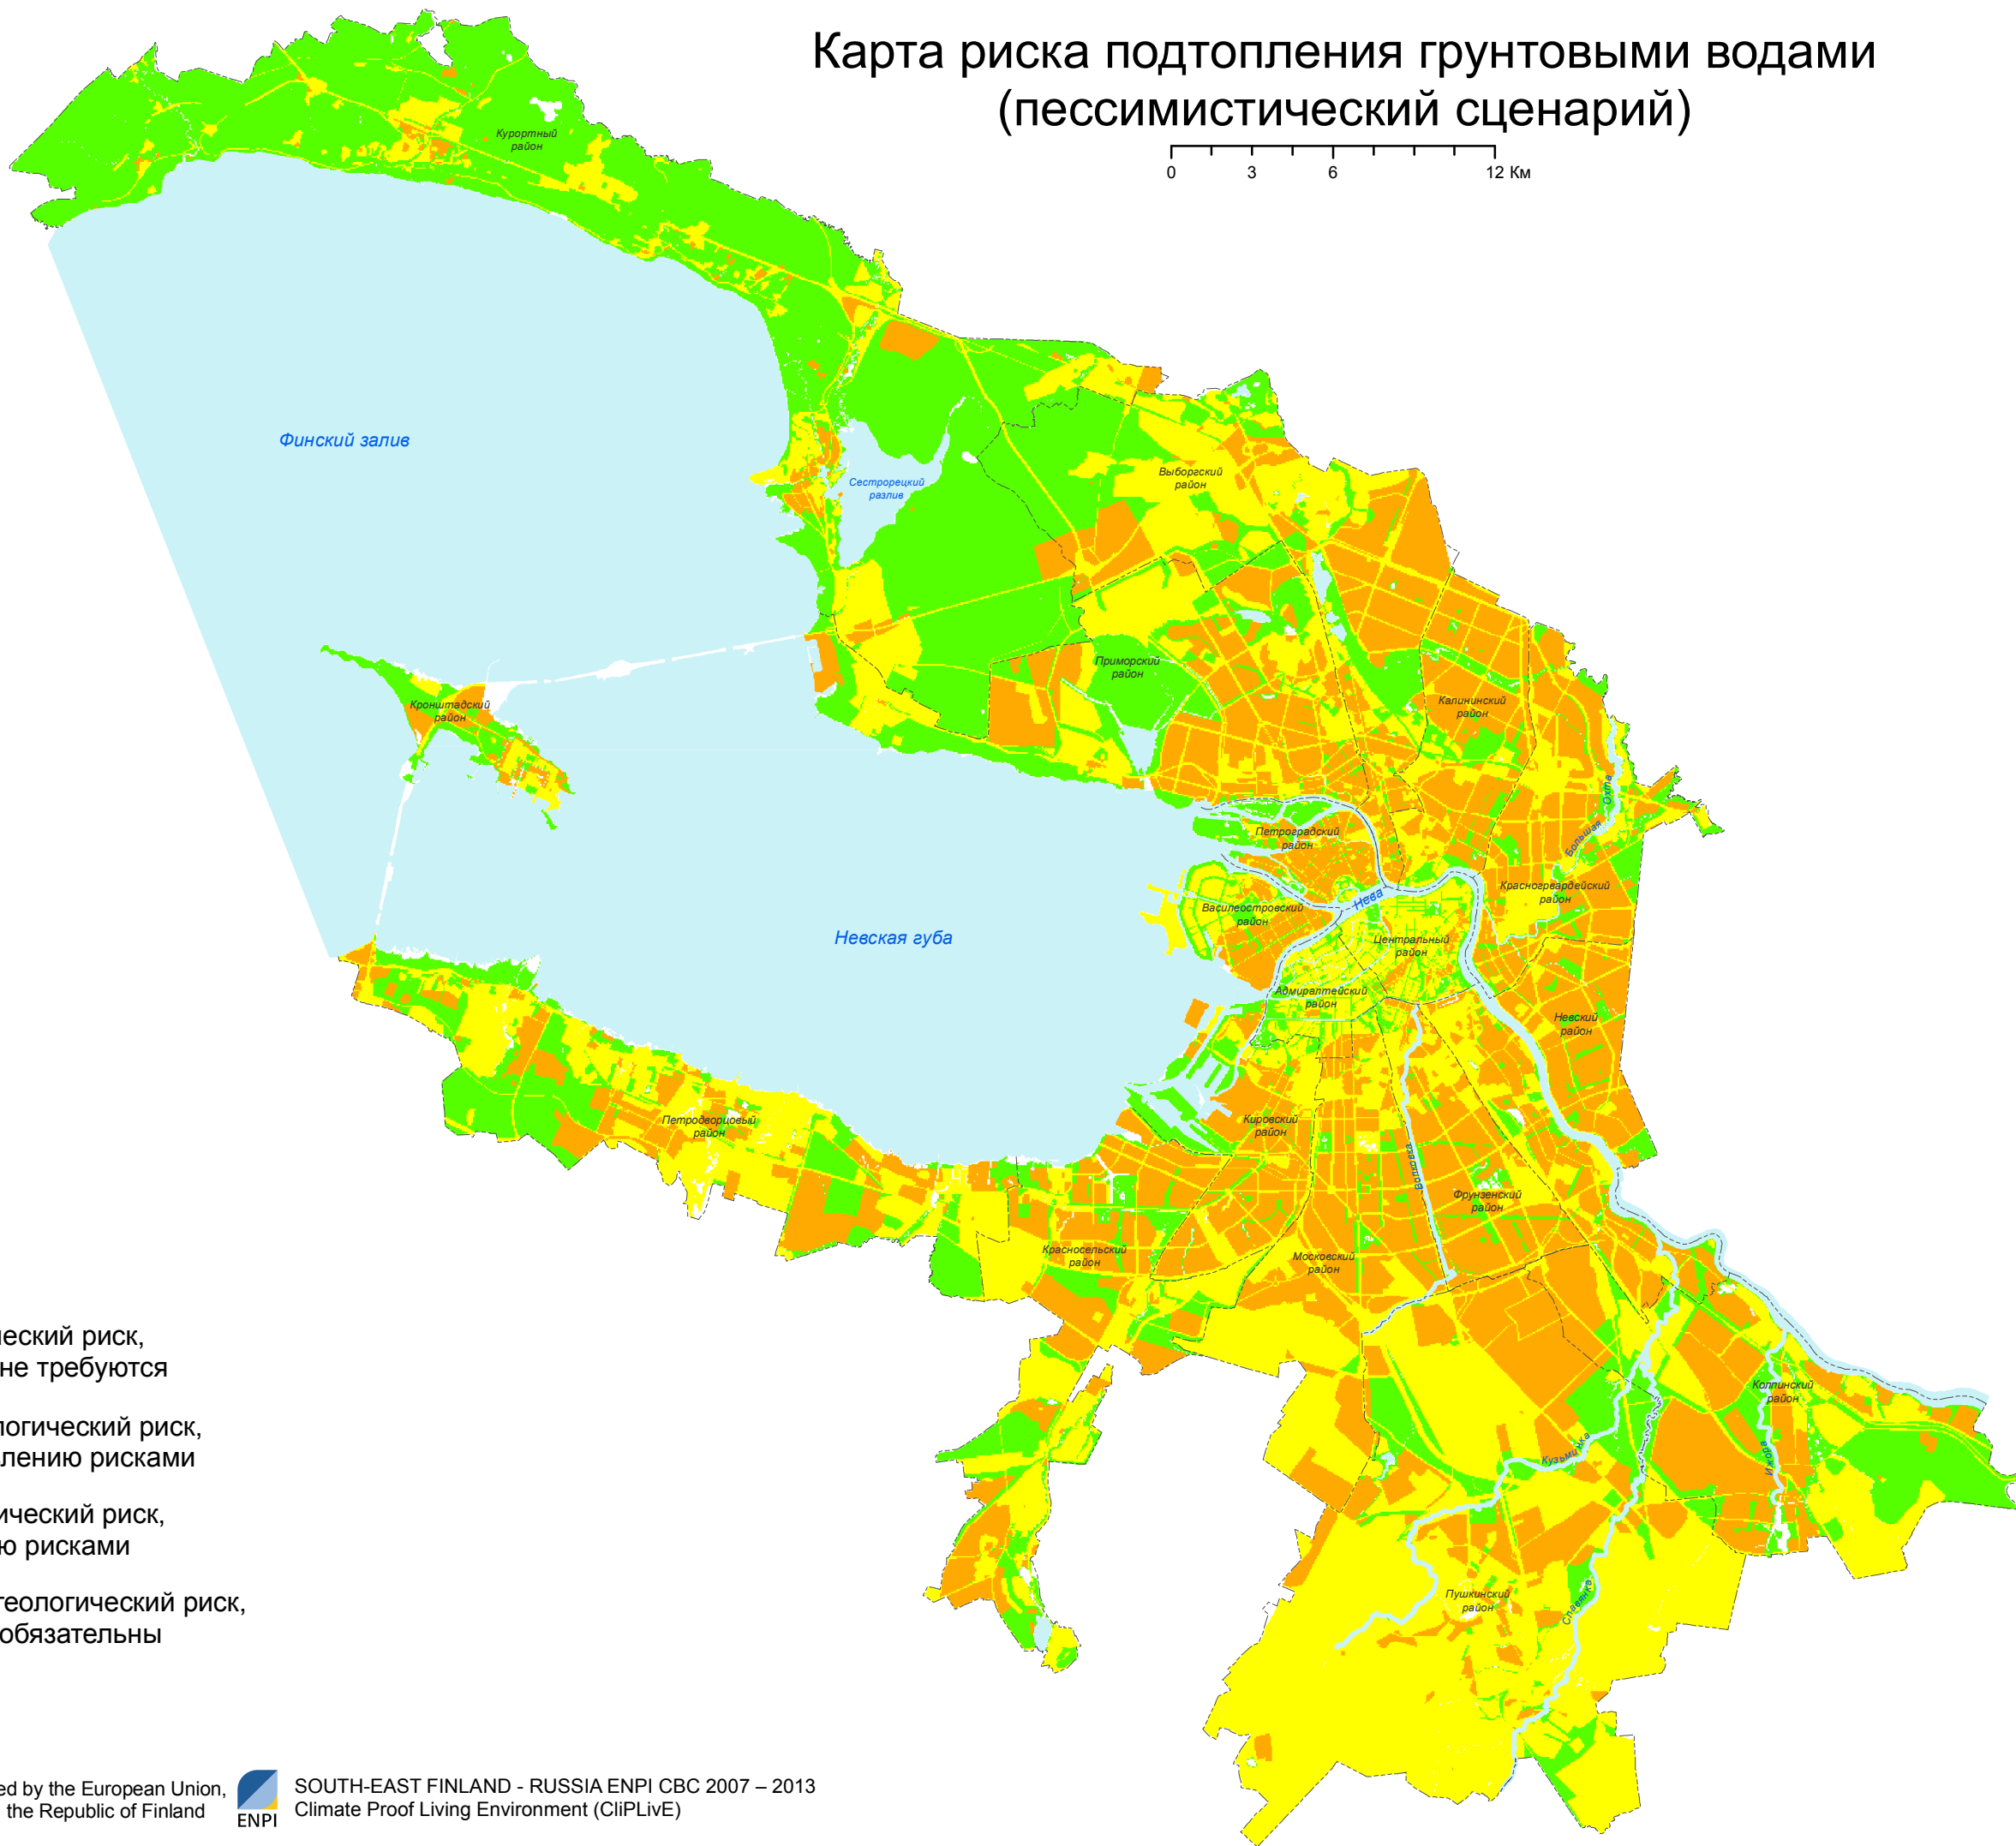 Карта риска подтопления грунтовыми водами
(пессимистический сценарий)
0 3 6 12 Км
Курортный
район
Финский залив
Сестрорецкий
разлив
Выборгский
район
Приморский
район
Кронштадский
район
Калининский
район
Охта
Большая
Петроградский
район
Красногрвардейский
район
Василеостровский
район
Нева
Невская губа
Центральный
район
Адмиралтейский
район
Невский
район
Петродворцовый
район
Кировский
район
Волковка
Фрунзенский
район
Красносельский
район
Московский
район
Колпинский
район
Кузьминка
Ижора
Пушкинский
район
Славянка
ческий риск,
не требуются
логический риск,
лению рисками
ический риск,
ю рисками
геологический риск,
обязательны
ed by the European Union,
the Republic of Finland
ENPI
SOUTH-EAST FINLAND - RUSSIA ENPI CBC 2007 – 2013
Climate Proof Living Environment (CliPLivE)